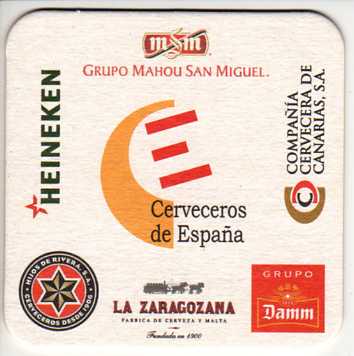 msm
GRUPO MAHOU SAN MIGUEL.
HEINEKEN
COMPAÑÍA
CERVECERA DE
CANARIAS, S.A.
Cerveceros
de España
HIJOS DE RIVERA, S.A.
CERVECEROS DESDE 1906
LA ZARAGOZANA
FABRICA DE CERVEZA Y MALTA
Fundada en 1900
GRUPO
Damm